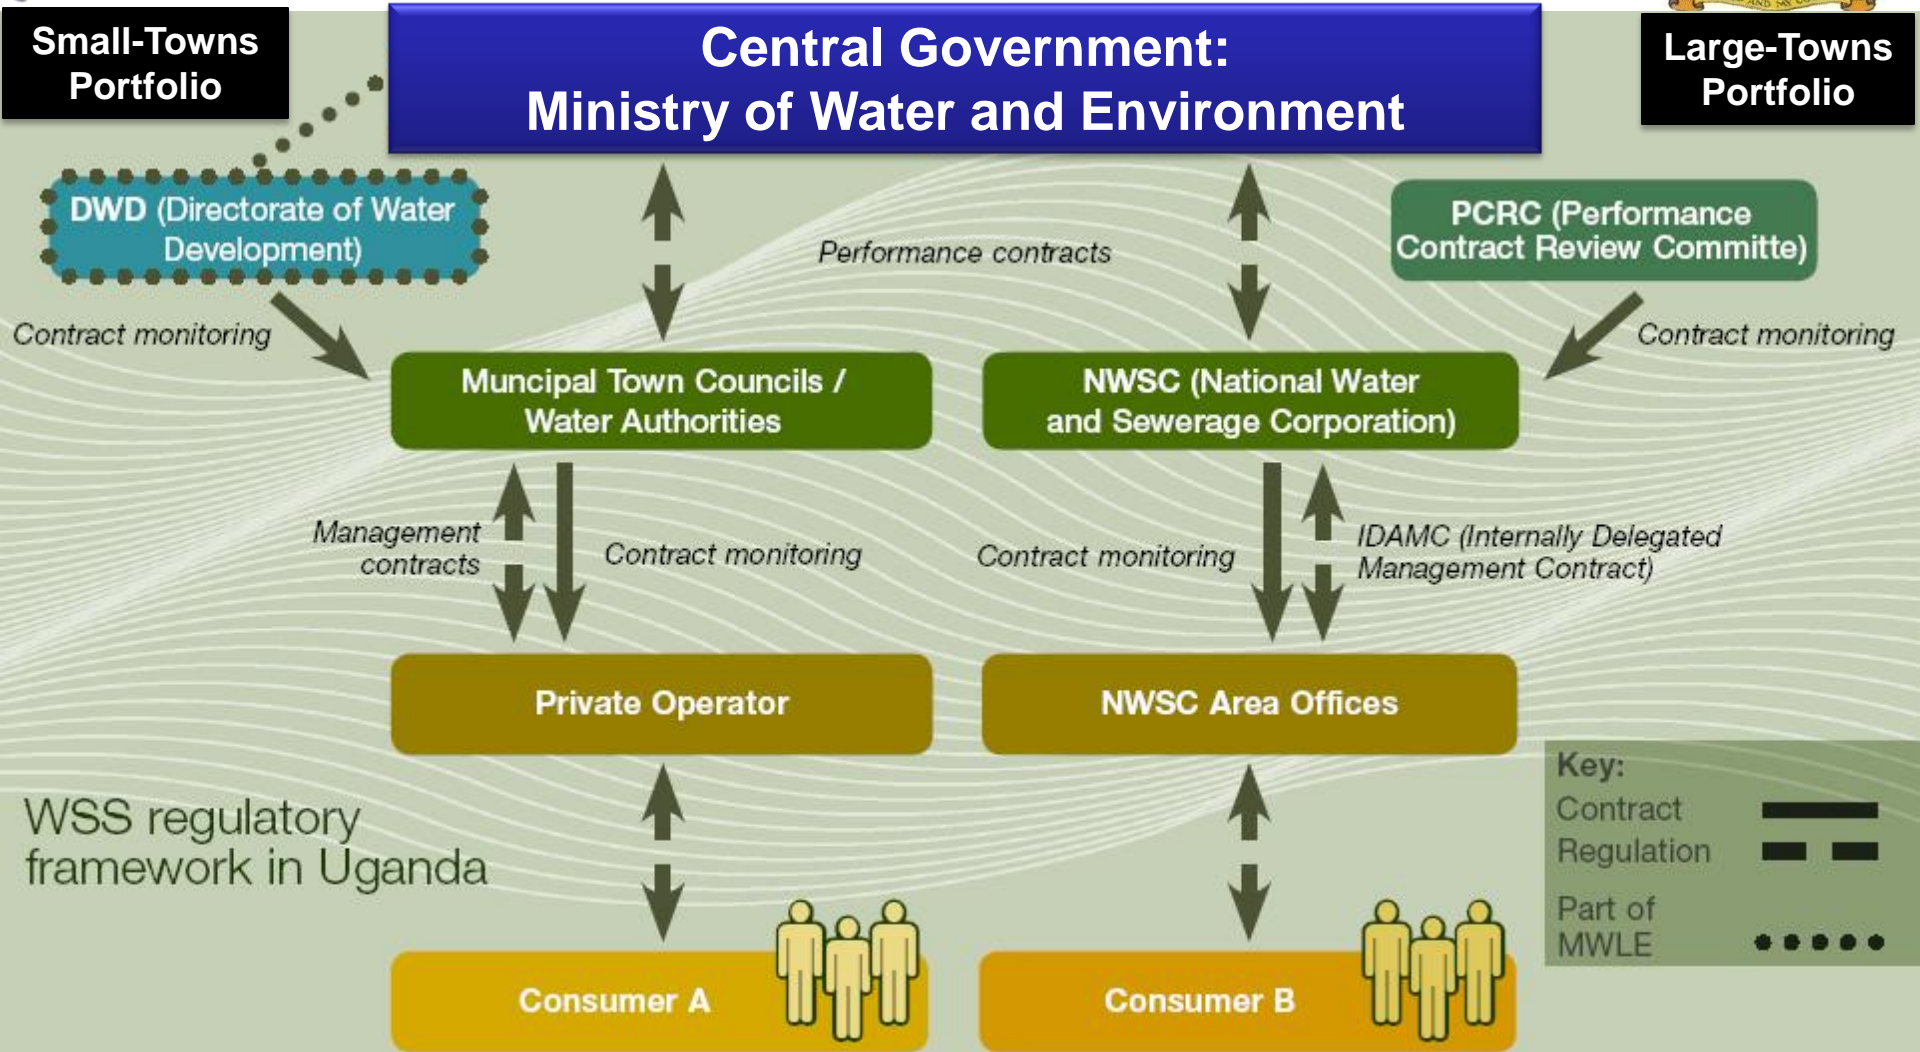 Small-Towns
Portfolio
Central Government:
Ministry of Water and Environment
Large-Towns
Portfolio
DWD (Directorate of Water
Development)
Performance contracts
PCRC (Performance
Contract Review Committe)
Contract monitoring
Contract monitoring
Muncipal Town Councils /
Water Authorities
NWSC (National Water
and Sewerage Corporation)
Management
contracts
Contract monitoring
Contract monitoring
IDAMC (Internally Delegated
Management Contract)
Private Operator
NWSC Area Offices
WSS regulatory
framework in Uganda
Key:
Contract
Regulation
Part of
MWLE
Consumer A
Consumer B